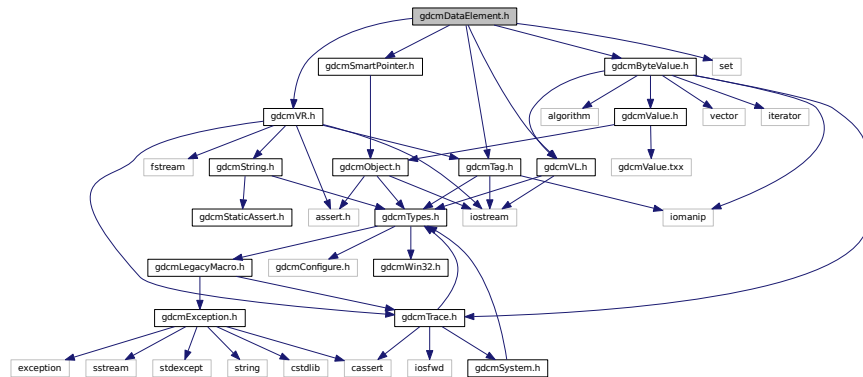 gdcmDataElement.h
gdcmSmartPointer.h
gdcmByteValue.h
set
gdcmVR.h
algorithm
gdcmValue.h
vector
iterator
fstream
gdcmString.h
gdcmObject.h
gdcmTag.h
gdcmVL.h
gdcmValue.txx
gdcmStaticAssert.h
assert.h
gdcmTypes.h
iostream
iomanip
gdcmLegacyMacro.h
gdcmConfigure.h
gdcmWin32.h
gdcmException.h
gdcmTrace.h
exception
sstream
stdexcept
string
cstdlib
cassert
iosfwd
gdcmSystem.h